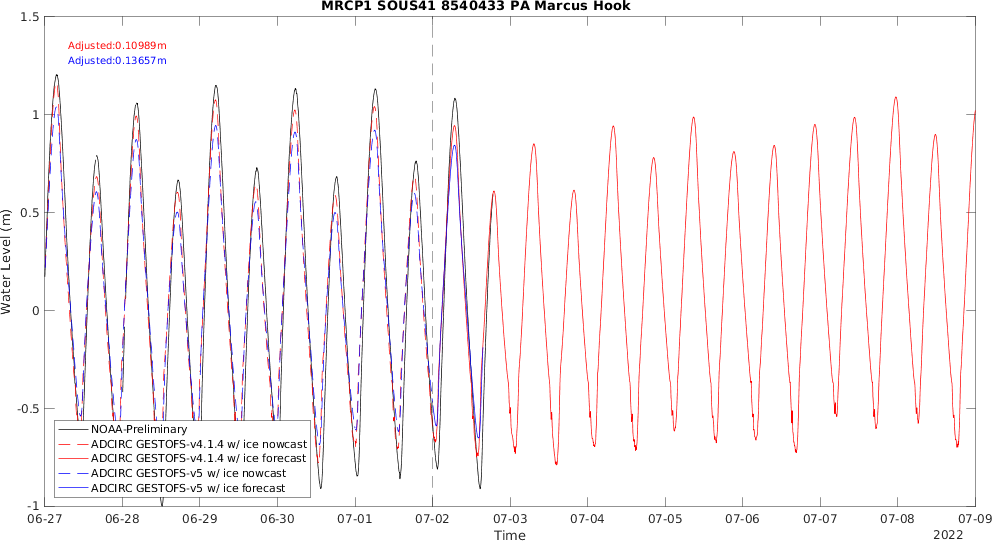 MRCP1 SOUS41 8540433 PA Marcus Hook
1.5
Adjusted:0.10989m
Adjusted:0.13657m
1
0.5
Water Level (m)
0
-0.5
NOAA-Preliminary
ADCIRC GESTOFS-v4.1.4 w/ ice nowcast
ADCIRC GESTOFS-v4.1.4 w/ ice forecast
ADCIRC GESTOFS-v5 w/ ice nowcast
ADCIRC GESTOFS-v5 w/ ice forecast
-1
06-27 06-28 06-29 06-30 07-01 07-02 07-03 07-04 07-05 07-06 07-07 07-08 07-09
Time
2022